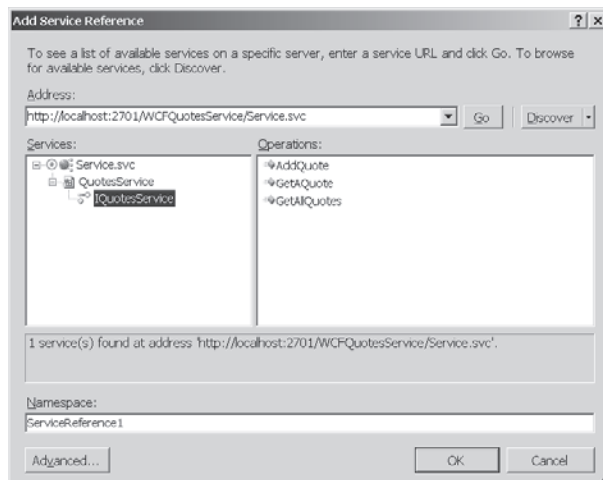 Add Service Reference
To see a list of available services on a specific server, enter a service URL and click Go. To browse
for available services, click Discover.
Address:
http://localhost:2701/WCFQuotesService/Service.svc
Go
Discover
Services:
Operations:
Service.svc
QuotesService
IQuotesService
AddQuote
GetAQuote
GetAllQuotes
1 service(s) found at address 'http://localhost:2701/WCFQuotesService/Service.svc'.
Namespace:
ServiceReference1
Advanced...
OK
Cancel